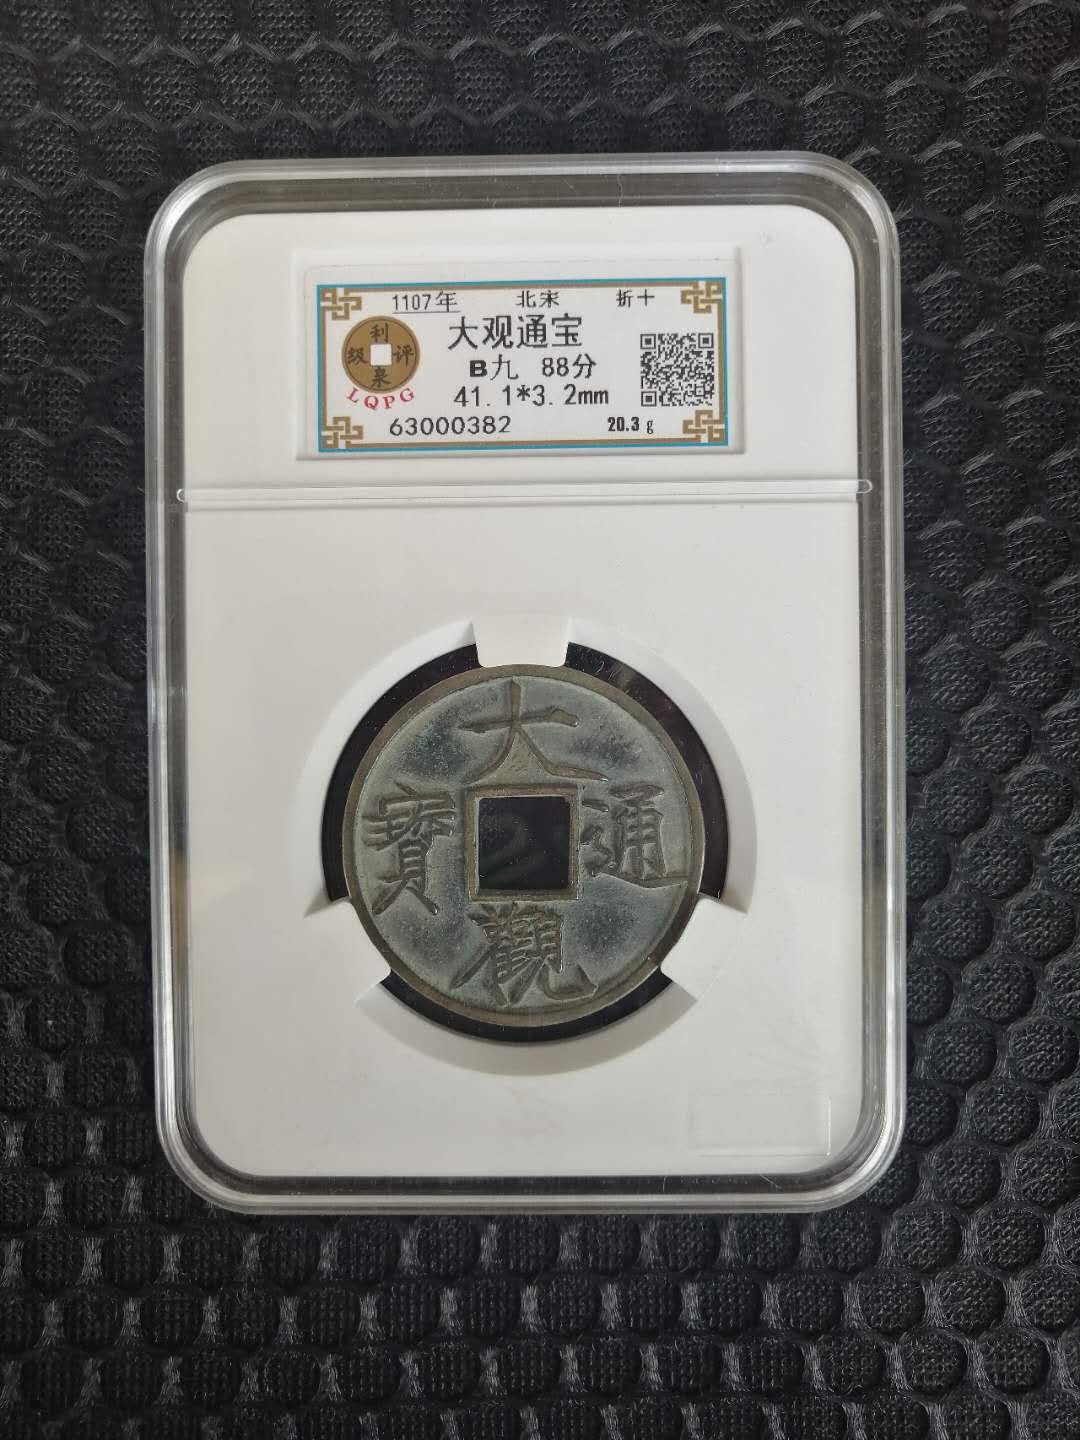 1107年 北宋 折十
大观通宝
B九 88分
41.1*3.2mm
63000382 20.3 g
利泉评级
LQPG
大觀通寶